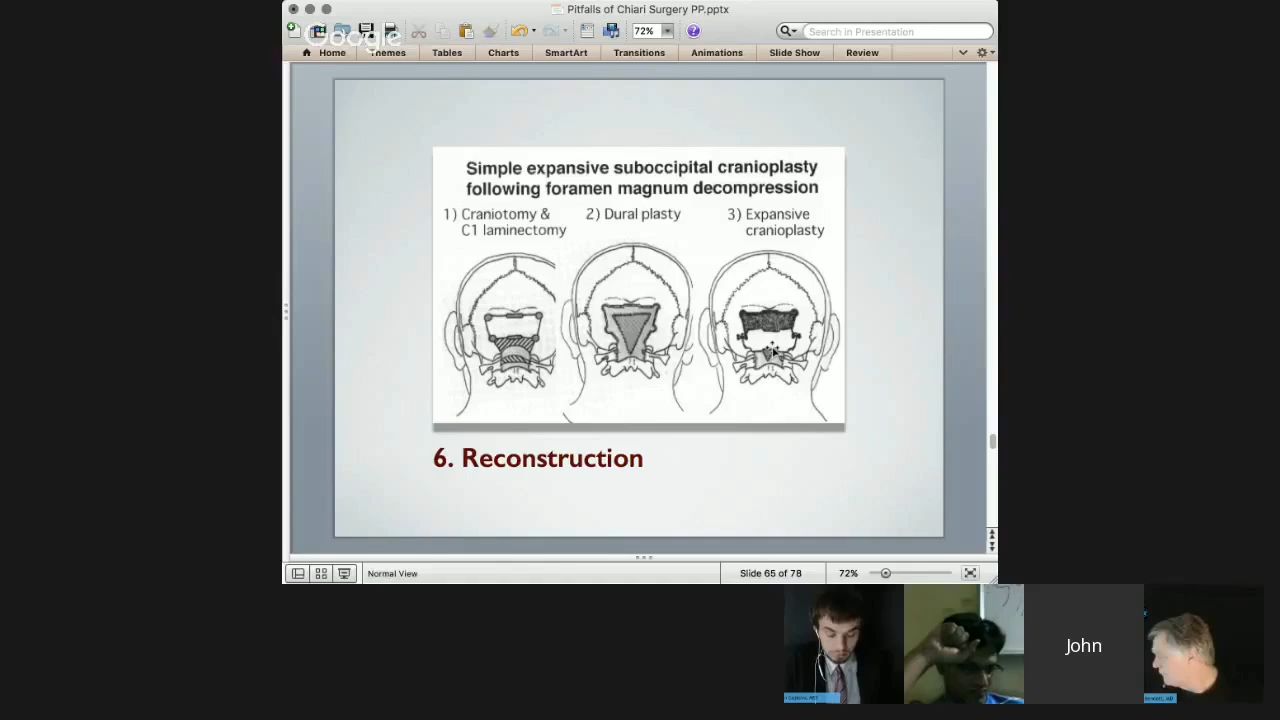 Pitfalls of Chiari Surgery PP.pptx
Google
72%
Search in Presentation
Home Themes Tables Charts SmartArt Transitions Animations Slide Show Review
Simple expansive suboccipital cranioplasty
following foramen magnum decompression
1) Craniotomy &
C1 laminectomy
2) Dural plasty
3) Expansive
cranioplasty
6. Reconstruction
Normal View
Slide 65 of 78
72%
John